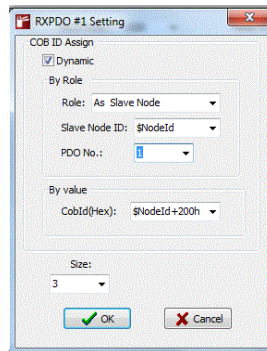 RXPDO #1 Setting
COB ID Assign
Dynamic
By Role
Role: As Slave Node
Slave Node ID: $NodeId
PDO No.: 1
By value
CobId(Hex): $NodeId+200h
Size:
3
OK Cancel